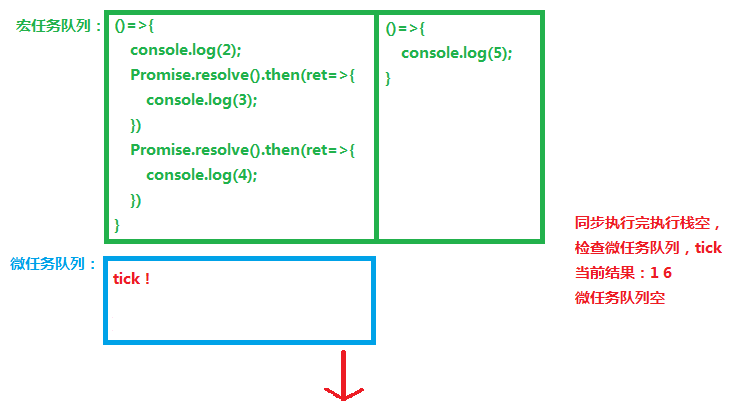 宏任务队列：
()=>{
console.log(2);
Promise.resolve().then(ret=>{
console.log(3);
})
Promise.resolve().then(ret=>{
console.log(4);
})
}
()=>{
console.log(5);
}
同步执行完执行栈空，
检查微任务队列，tick
当前结果：1 6
微任务队列空
微任务队列：
tick！